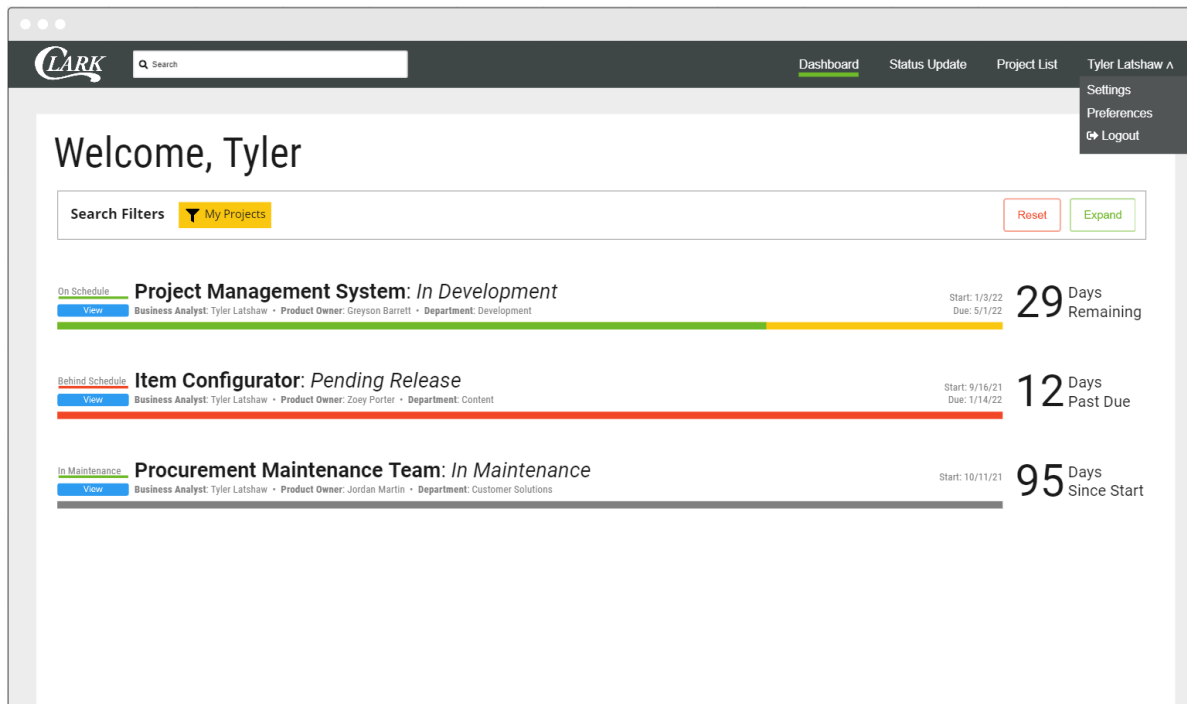 CLARK
Search
Dashboard
Status Update
Project List
Tyler Latshaw ʌ
Settings
Preferences
Logout
Welcome, Tyler
Search Filters
My Projects
Reset
Expand
On Schedule
View
Project Management System: In Development
Business Analyst: Tyler Latshaw • Product Owner: Greyson Barrett • Department: Development
Start: 1/3/22
Due: 5/1/22
29 Days
Remaining
Behind Schedule
View
Item Configurator: Pending Release
Business Analyst: Tyler Latshaw • Product Owner: Zoey Porter • Department: Content
Start: 9/16/21
Due: 1/14/22
12 Days
Past Due
In Maintenance
View
Procurement Maintenance Team: In Maintenance
Business Analyst: Tyler Latshaw • Product Owner: Jordan Martin • Department: Customer Solutions
Start: 10/11/21
95 Days
Since Start